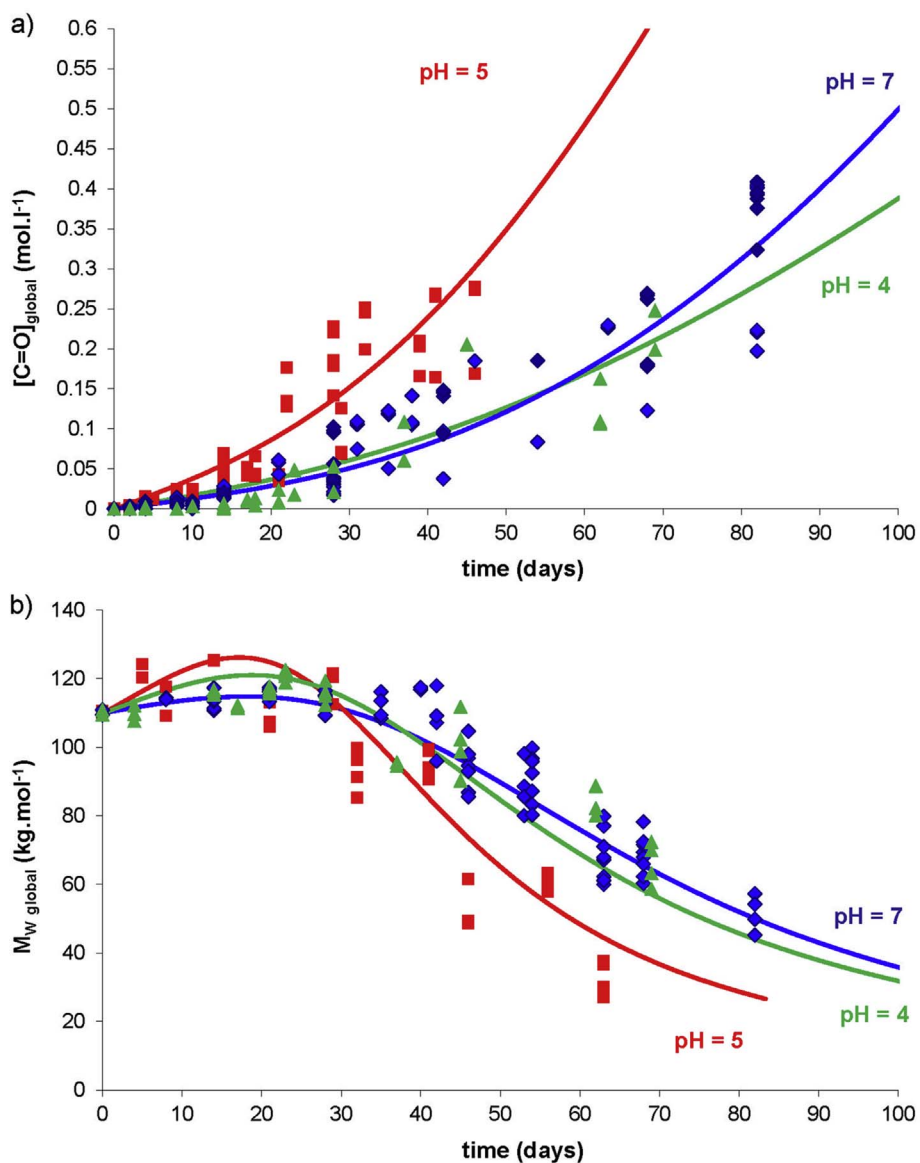 a)
0.6
0.55
0.5
0.45
0.4
0.35
0.3
0.25
0.2
0.15
0.1
0.05
0
[C=O]global (mol.l-1)
pH = 5
pH = 7
pH = 4
0 10 20 30 40 50 60 70 80 90 100
time (days)
b)
140
120
100
80
60
40
20
0
Mw global (kg.mol-1)
pH = 7
pH = 4
pH = 5
0 10 20 30 40 50 60 70 80 90 100
time (days)